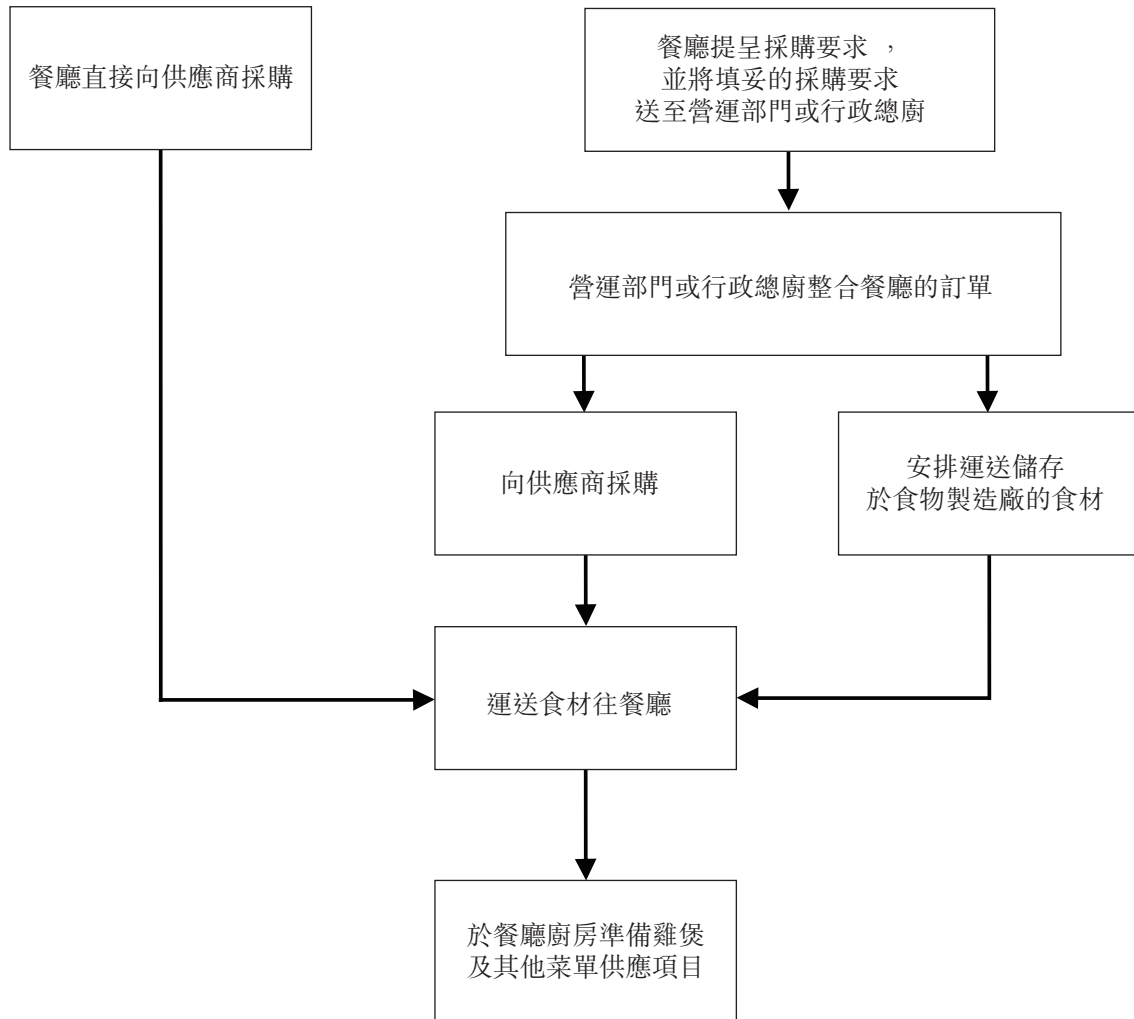 餐廳直接向供應商採購
餐廳提呈採購要求 ，
並將填妥的採購要求
送至營運部門或行政總廚
營運部門或行政總廚整合餐廳的訂單
向供應商採購
安排運送儲存
於食物製造廠的食材
運送食材往餐廳
於餐廳廚房準備雞煲
及其他菜單供應項目